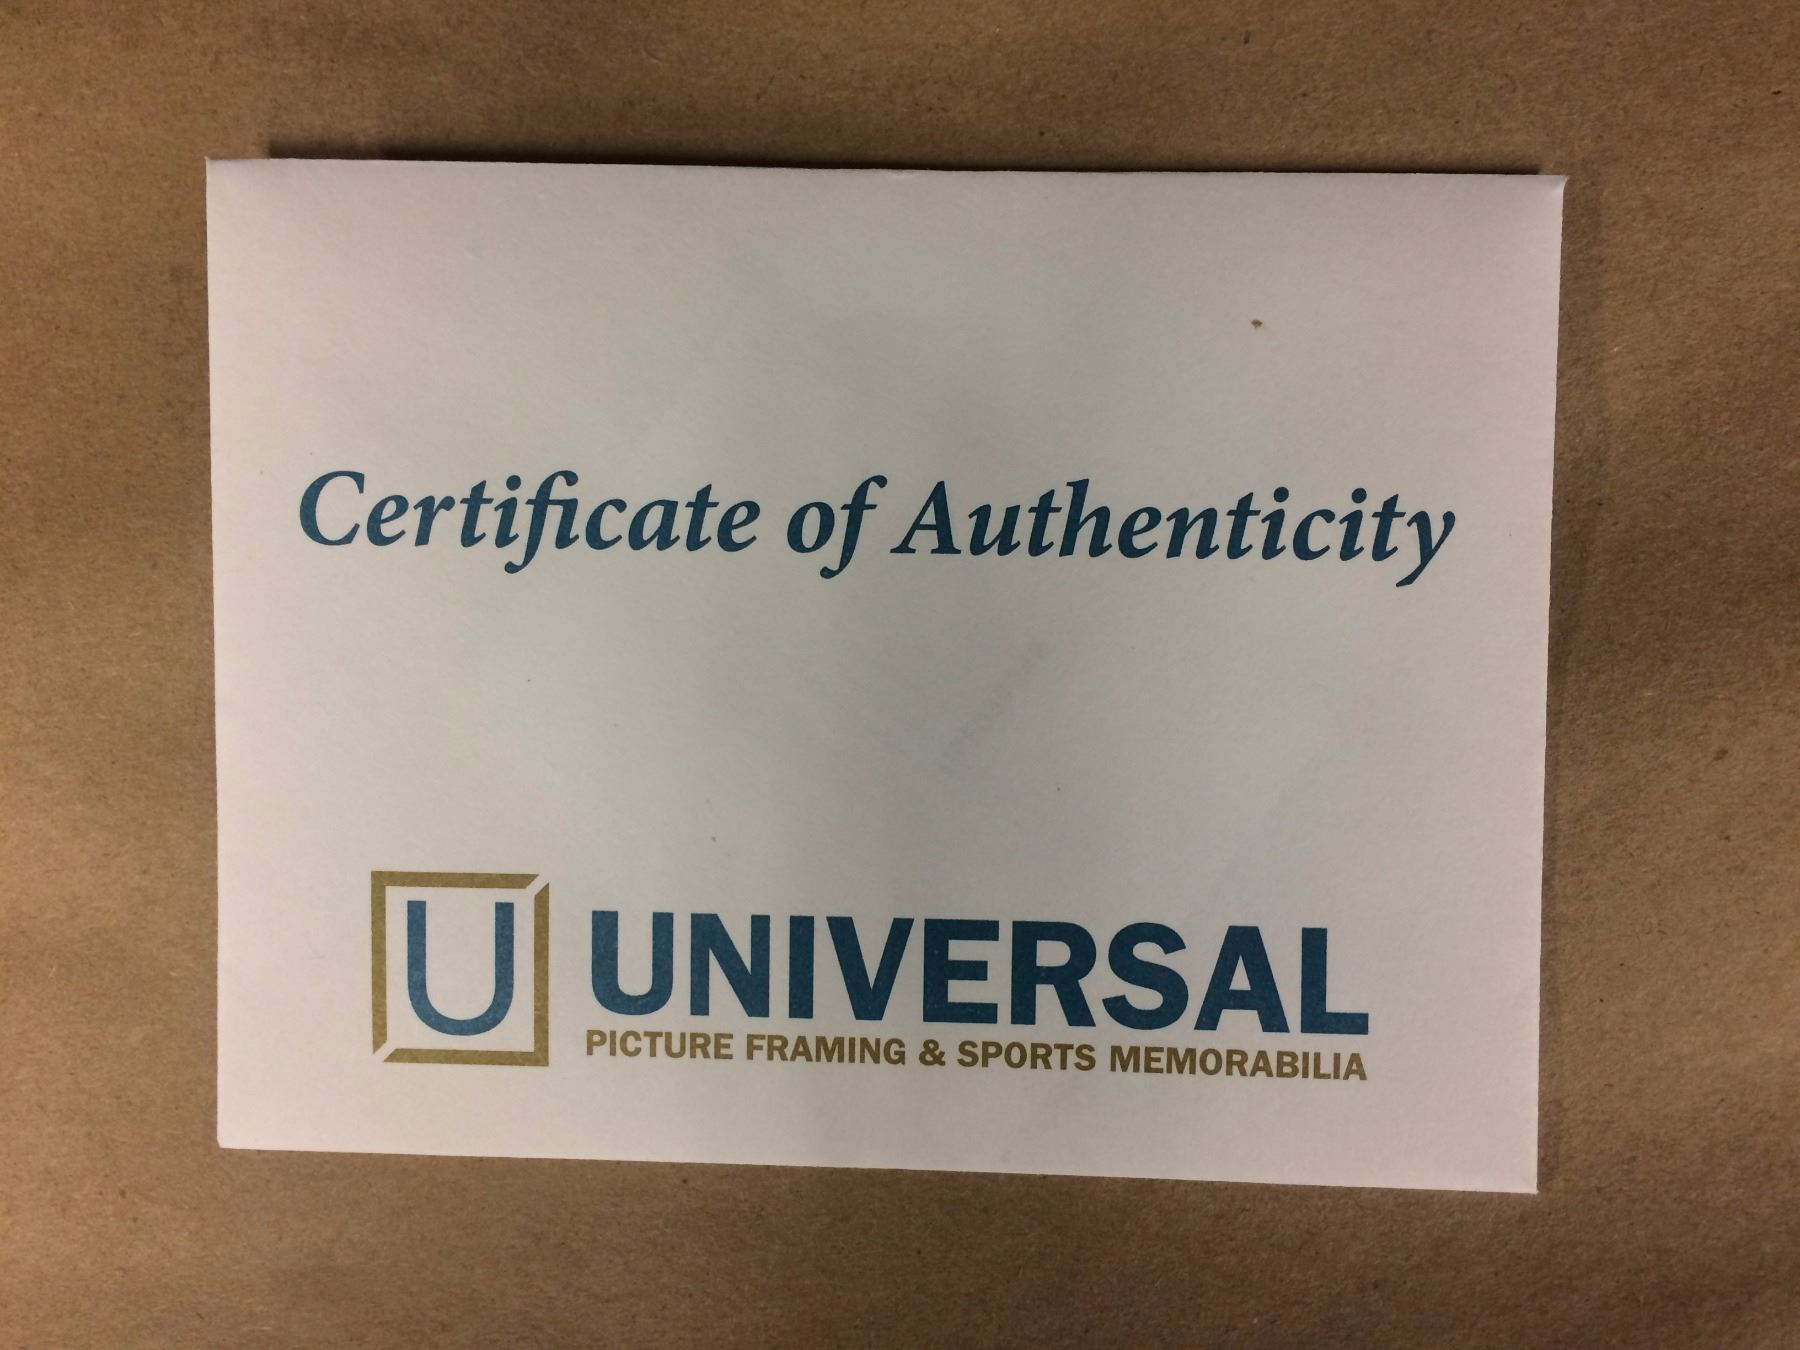 Certificate of Authenticity
U UNIVERSAL
PICTURE FRAMING & SPORTS MEMORABILIA